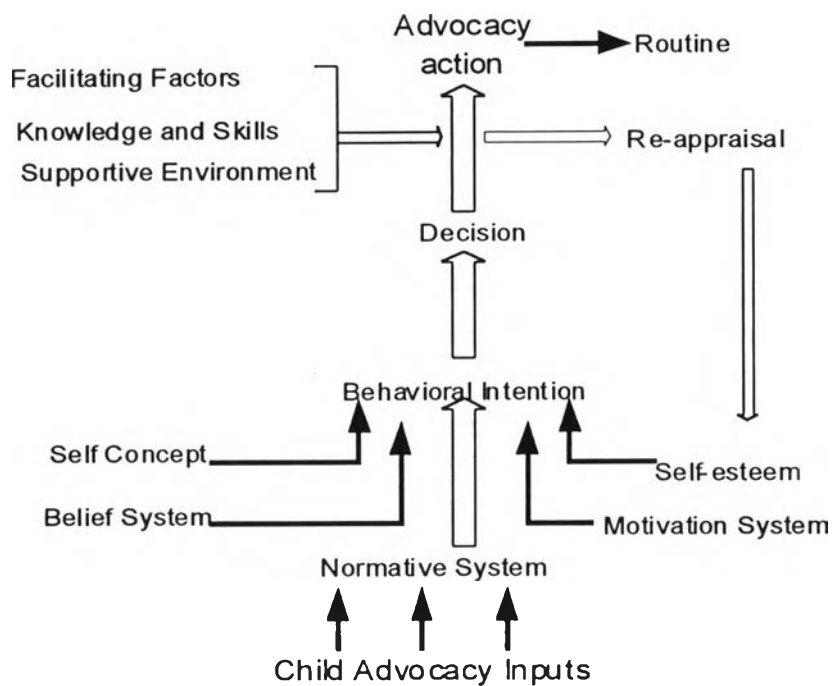 Advocacy
action
Routine
Facilitating Factors
Knowledge and Skills
Supportive Environment
Re-appraisal
Decision
Behavioral Intention
Self Concept
Self-esteem
Belief System
Motivation System
Normative System
Child Advocacy Inputs